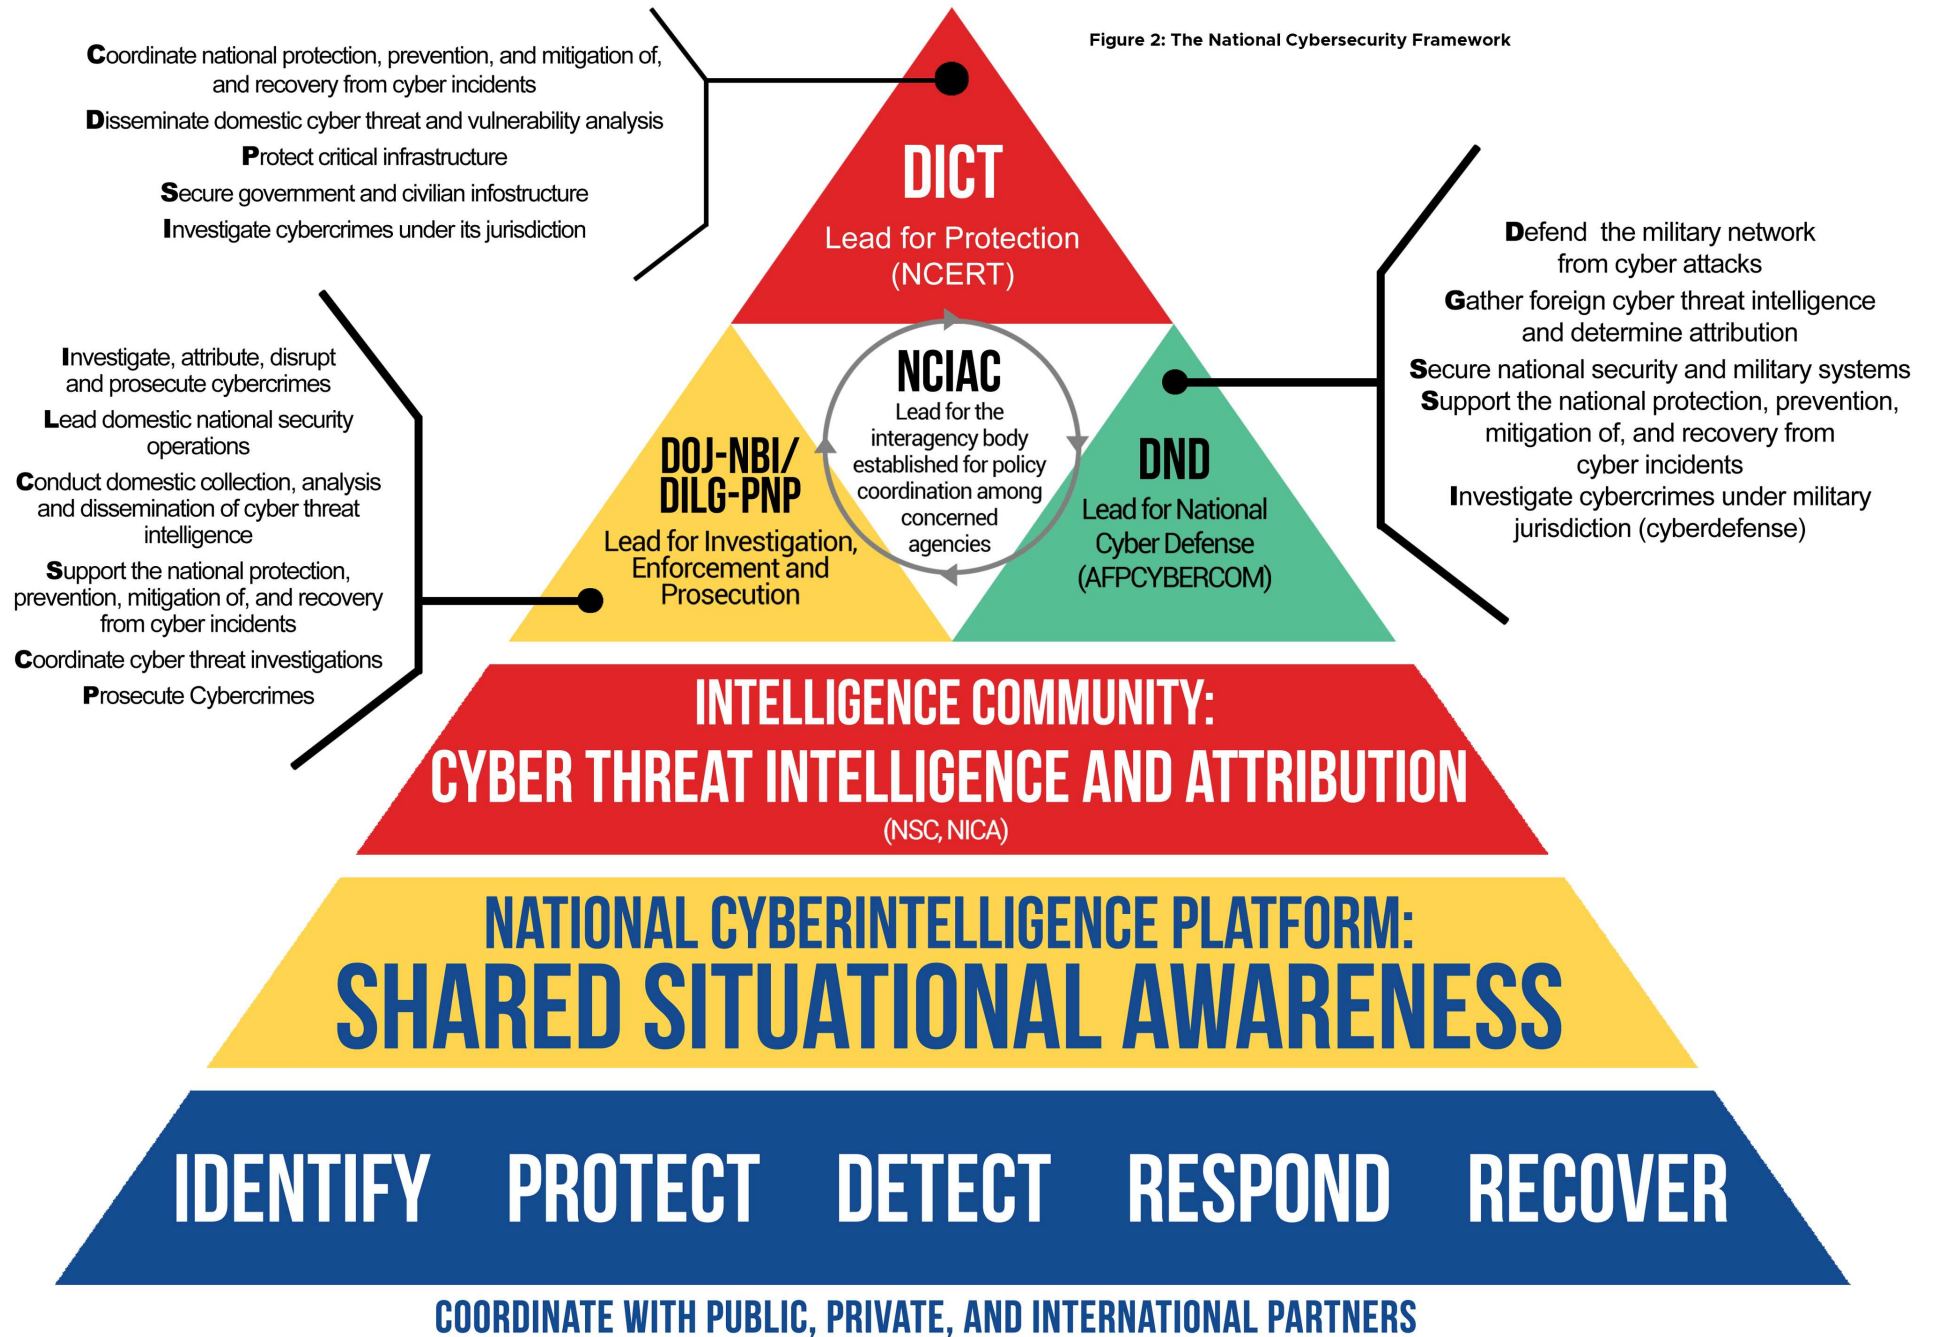 Figure 2: The National Cybersecurity Framework
Coordinate national protection, prevention, and mitigation of,
and recovery from cyber incidents
Disseminate domestic cyber threat and vulnerability analysis
Protect critical infrastructure
Secure government and civilian infostructure
Investigate cybercrimes under its jurisdiction
DICT
Lead for Protection
(NCERT)
Defend the military network
from cyber attacks
Gather foreign cyber threat intelligence
and determine attribution
Secure national security and military systems
Support the national protection, prevention,
mitigation of, and recovery from
cyber incidents
Investigate cybercrimes under military
jurisdiction (cyberdefense)
Investigate, attribute, disrupt
and prosecute cybercrimes
Lead domestic national security
operations
Conduct domestic collection, analysis
and dissemination of cyber threat
intelligence
Support the national protection,
prevention, mitigation of, and recovery
from cyber incidents
Coordinate cyber threat investigations
Prosecute Cybercrimes
DOJ-NBI/
DILG-PNP
Lead for Investigation,
Enforcement and
Prosecution
NCIAC
Lead for the
interagency body
established for policy
coordination among
concerned
agencies
DND
Lead for National
Cyber Defense
(AFPCYBERCOM)
INTELLIGENCE COMMUNITY:
CYBER THREAT INTELLIGENCE AND ATTRIBUTION
(NSC, NICA)
NATIONAL CYBERINTELLIGENCE PLATFORM:
SHARED SITUATIONAL AWARENESS
IDENTIFY PROTECT DETECT RESPOND RECOVER
COORDINATE WITH PUBLIC, PRIVATE, AND INTERNATIONAL PARTNERS